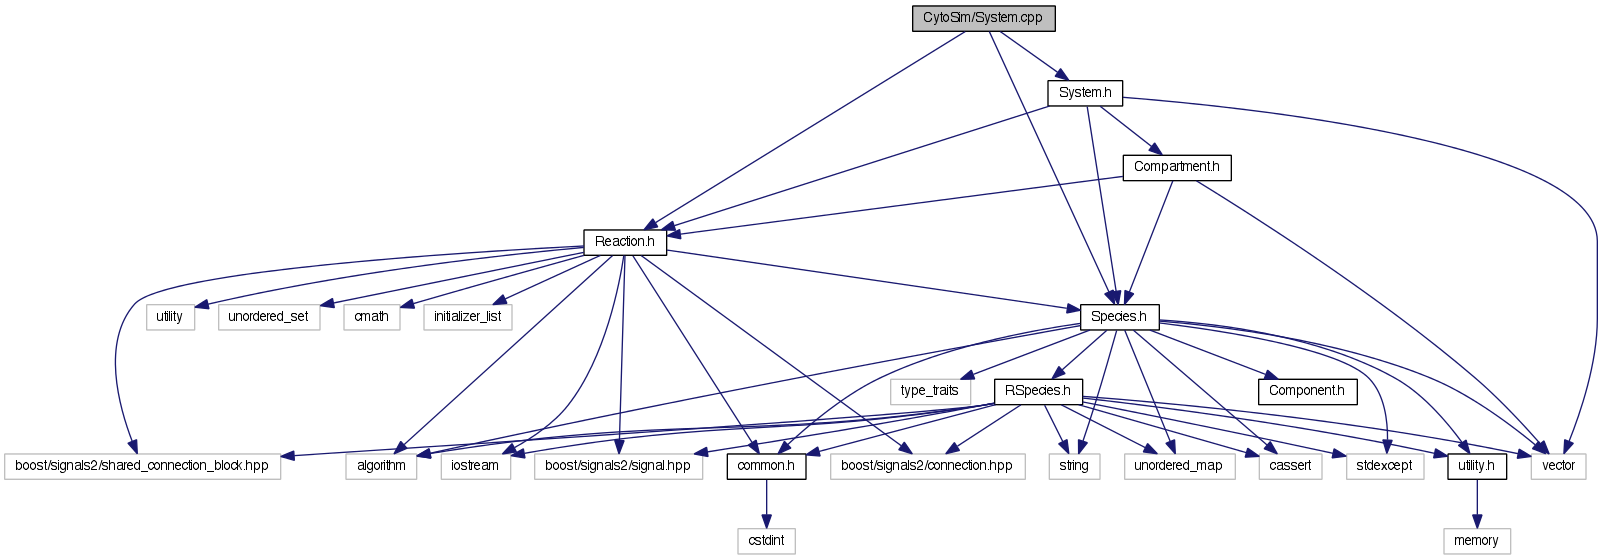 CytoSim/System.cpp
System.h
Compartment.h
Reaction.h
utility
unordered_set
cmath
initializer_list
Species.h
type_traits
RSpecies.h
Component.h
boost/signals2/shared_connection_block.hpp
algorithm
iostream
boost/signals2/signal.hpp
common.h
boost/signals2/connection.hpp
string
unordered_map
cassert
stdexcept
utility.h
vector
cstdint
memory